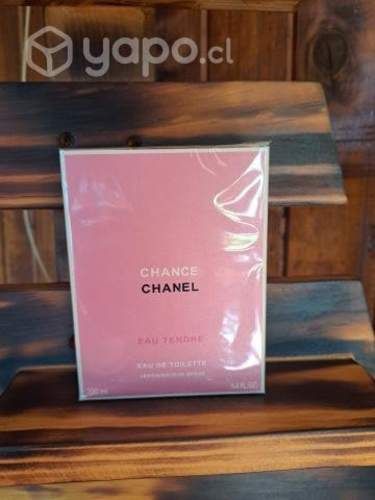 yapo.cl
CHANCE
CHANEL
EAU TENDRE
EAU DE TOILETTE